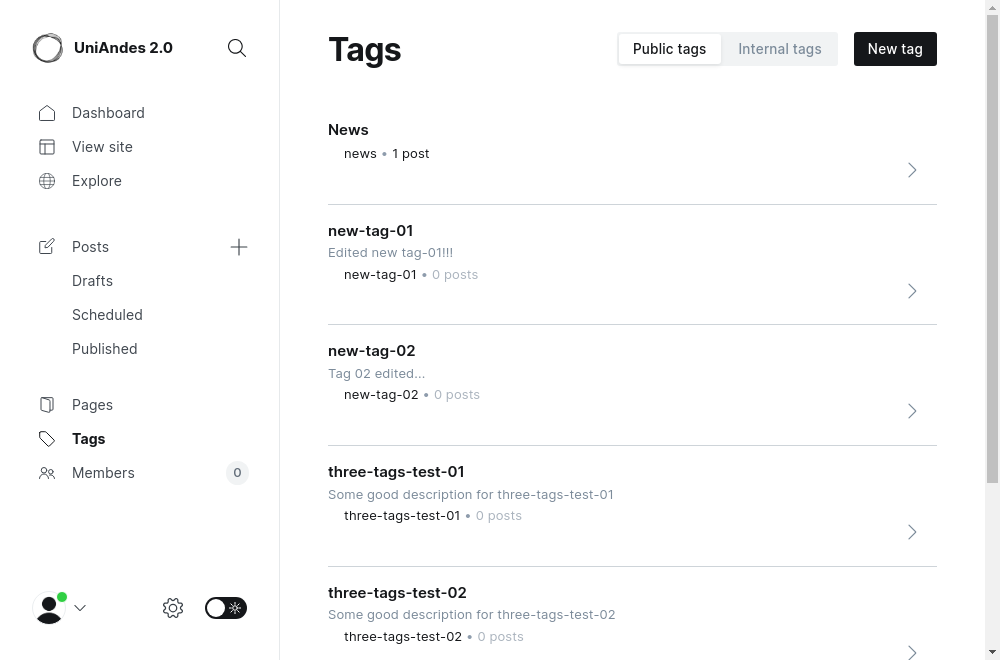 UniAndes 2.0
Dashboard
View site
Explore
Posts
Drafts
Scheduled
Published
Pages
Tags
Members
0
Tags
Public tags
Internal tags
New tag
News
news • 1 post
new-tag-01
Edited new tag-01!!!
new-tag-01 • 0 posts
new-tag-02
Tag 02 edited...
new-tag-02 • 0 posts
three-tags-test-01
Some good description for three-tags-test-01
three-tags-test-01 • 0 posts
three-tags-test-02
Some good description for three-tags-test-02
three-tags-test-02 • 0 posts